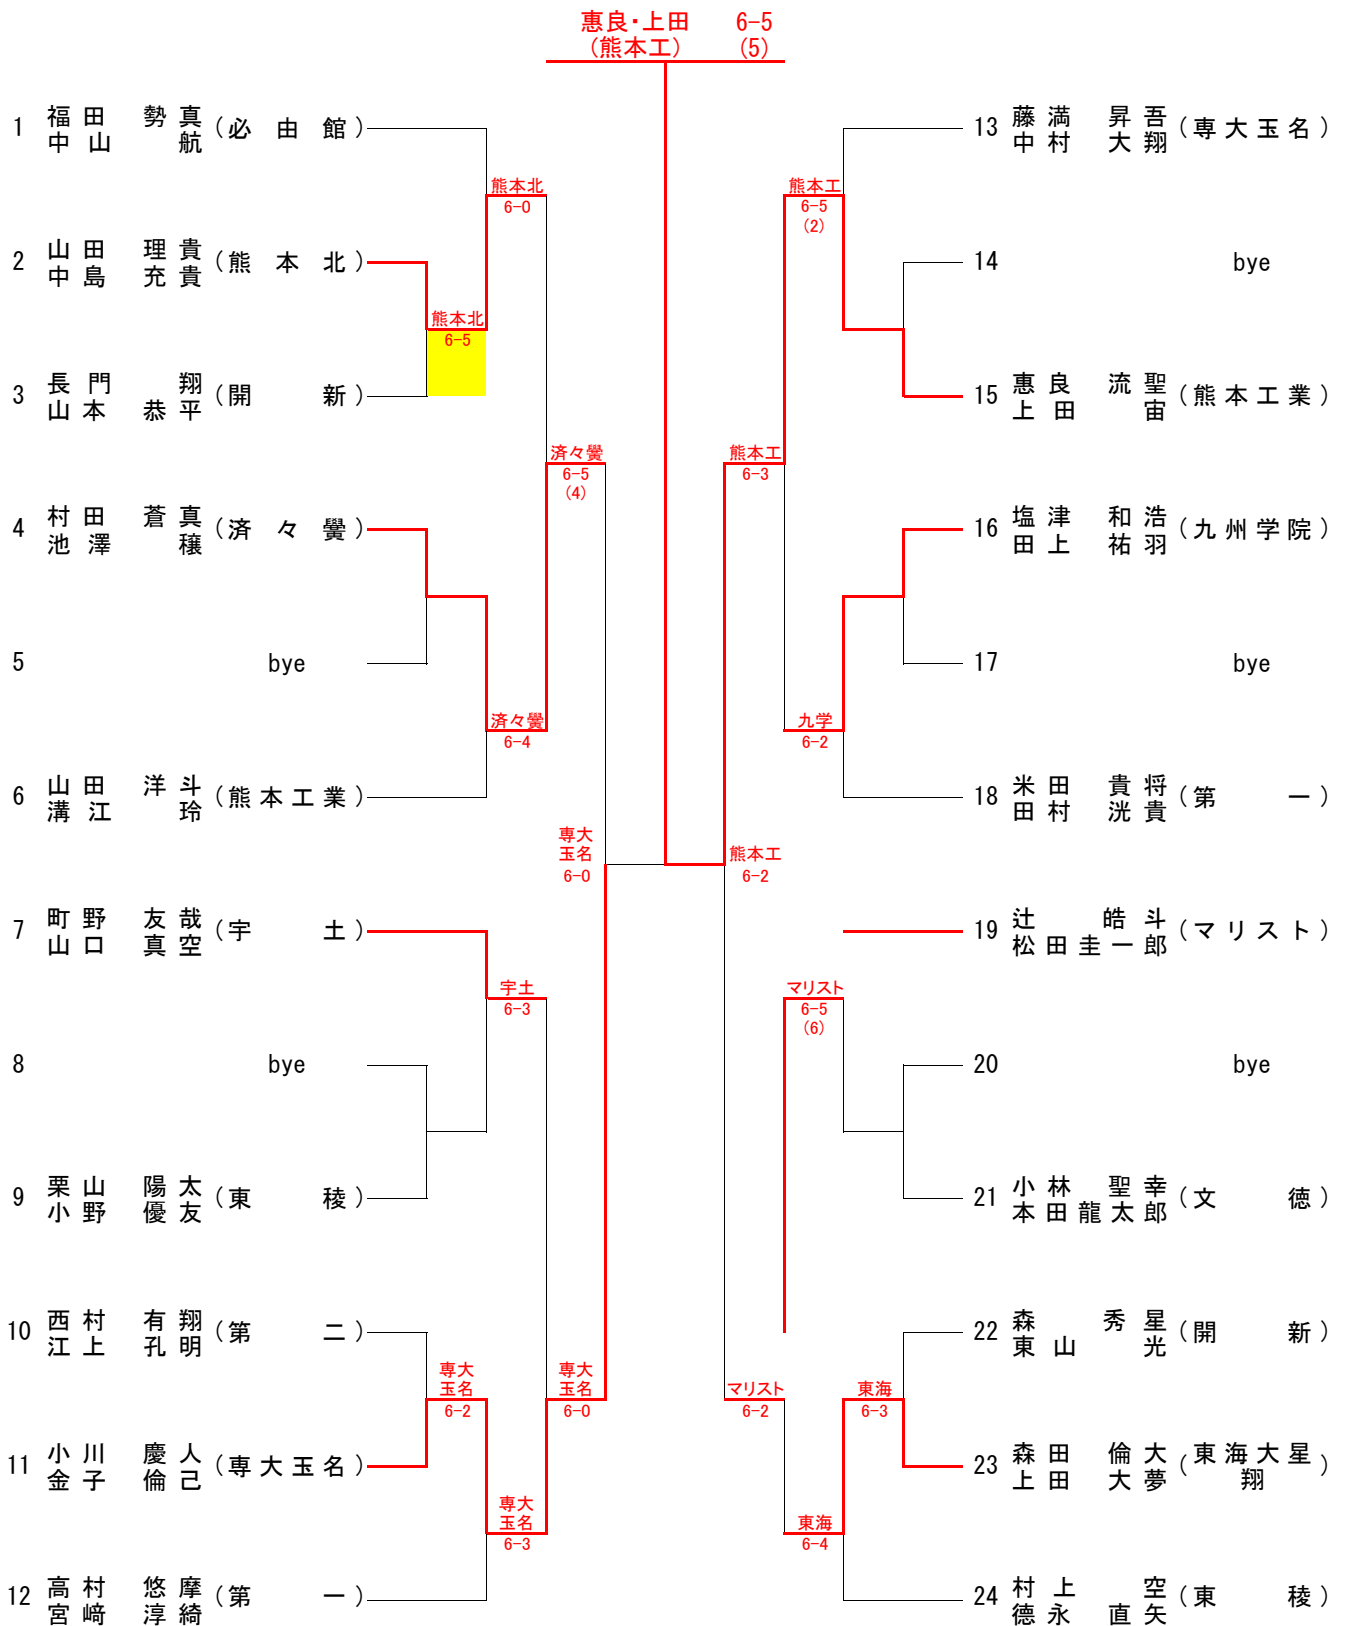 恵良・上田 6-5
(熊本工) (5)
1 福田 勢真 (必由館)
中山 航
熊本北
6-0
2 山田 理貴 (熊本北)
中島 充貴
熊本北
6-5
3 長門 翔 (開新)
山本 恭平
済々黌
6-5
(4)
4 村田 蒼真 (済々黌)
池澤 穣
5 bye
済々黌
6-4
6 山田 洋斗 (熊本工業)
溝江 玲
専大
玉名
6-0
7 町野 友哉 (宇土)
山口 真空
宇土
6-3
8 bye
9 栗山 陽太 (東稜)
小野 優友
10 西村 有翔 (第二)
江上 孔明
専大
玉名
6-2
専大
玉名
6-0
11 小川 慶人 (専大玉名)
金子 倫己
専大
玉名
6-3
12 高村 悠摩 (第一)
宮﨑 淳綺
13 藤満 昇吾 (専大玉名)
中村 大翔
熊本工
6-5
(2)
14 bye
15 恵良 流聖 (熊本工業)
上田 宙
熊本工
6-3
16 塩津 和浩 (九州学院)
田上 祐羽
17 bye
九学
6-2
18 米田 貴将 (第一)
田村 洸貴
熊本工
6-2
19 辻 皓斗 (マリスト)
松田圭一郎
マリスト
6-5
(6)
20 bye
21 小林 聖幸 (文徳)
本田龍太郎
22 森 秀星 (開新)
東山 光
マリスト
6-2
東海
6-3
23 森田 倫大 (東海大星翔)
上田 大夢
東海
6-4
24 村上 空 (東稜)
德永 直矢